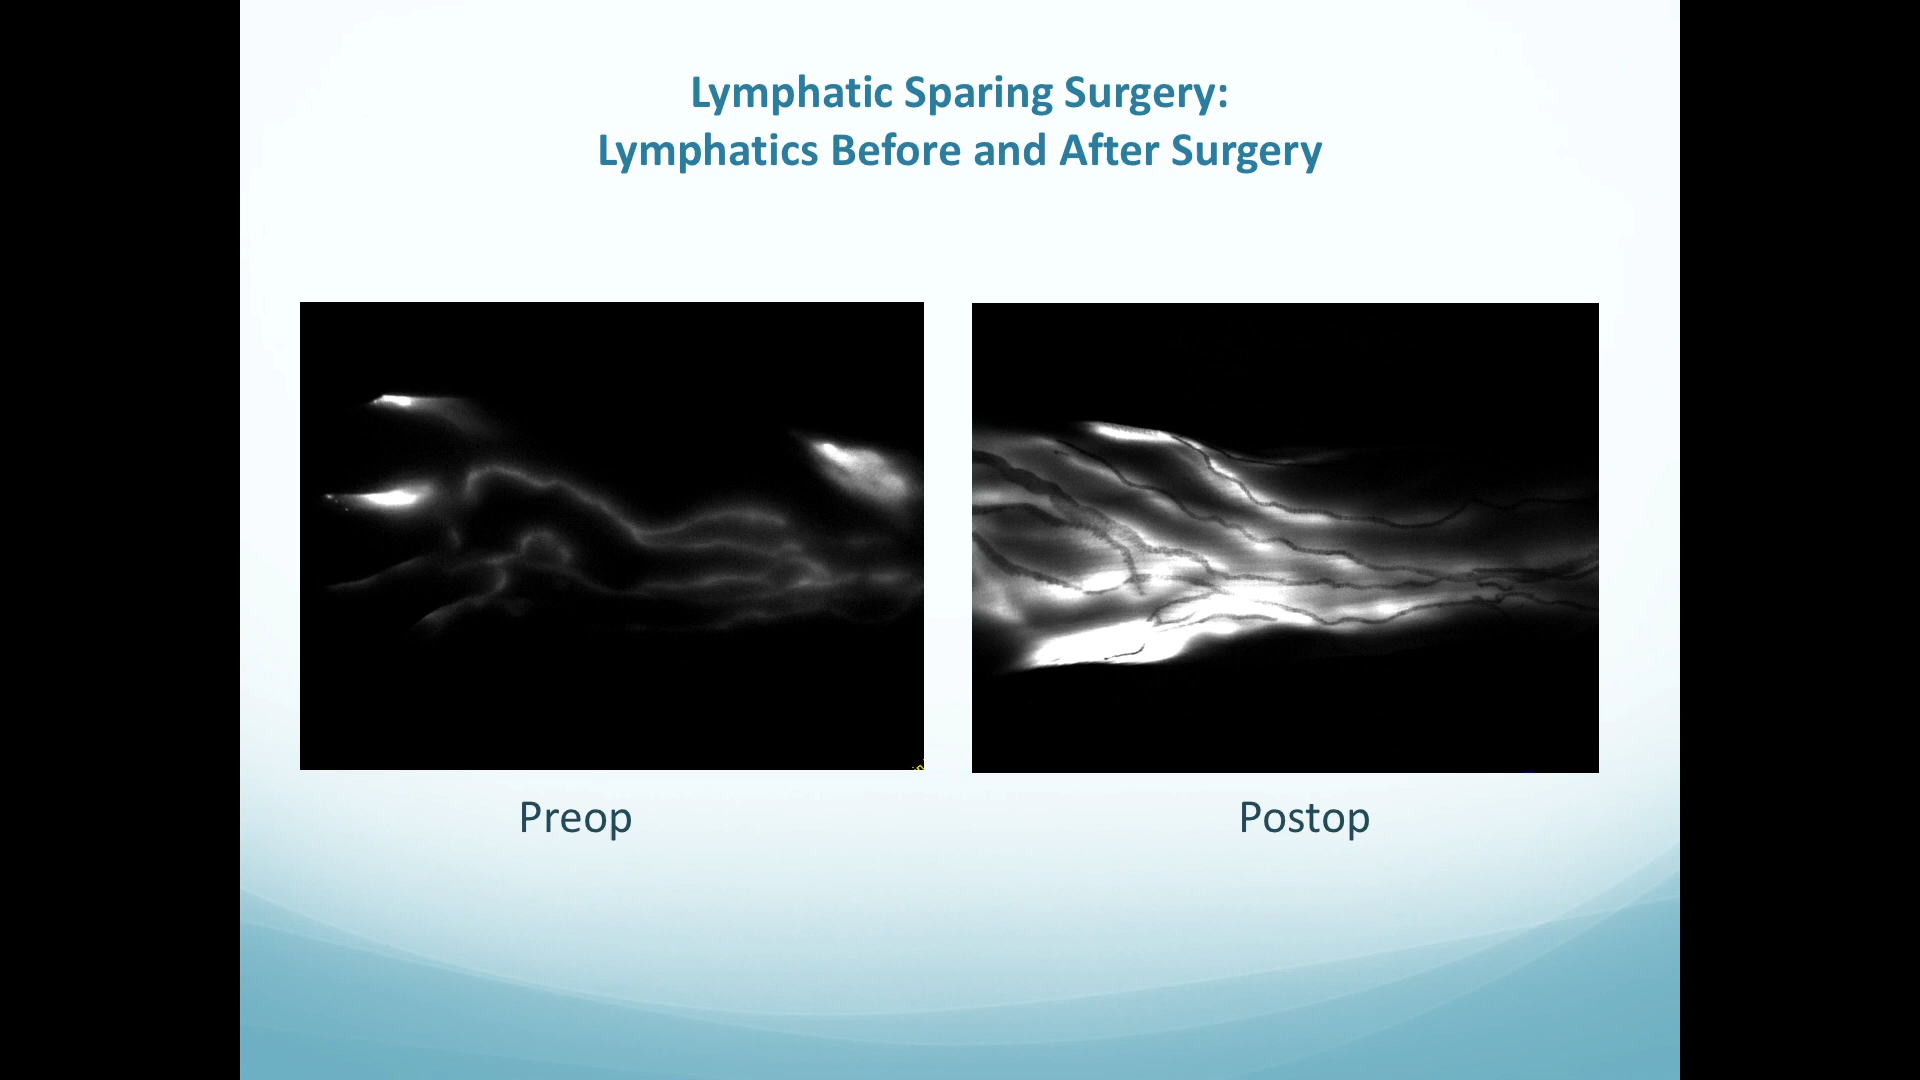 Lymphatic Sparing Surgery:
Lymphatics Before and After Surgery
Preop
Postop